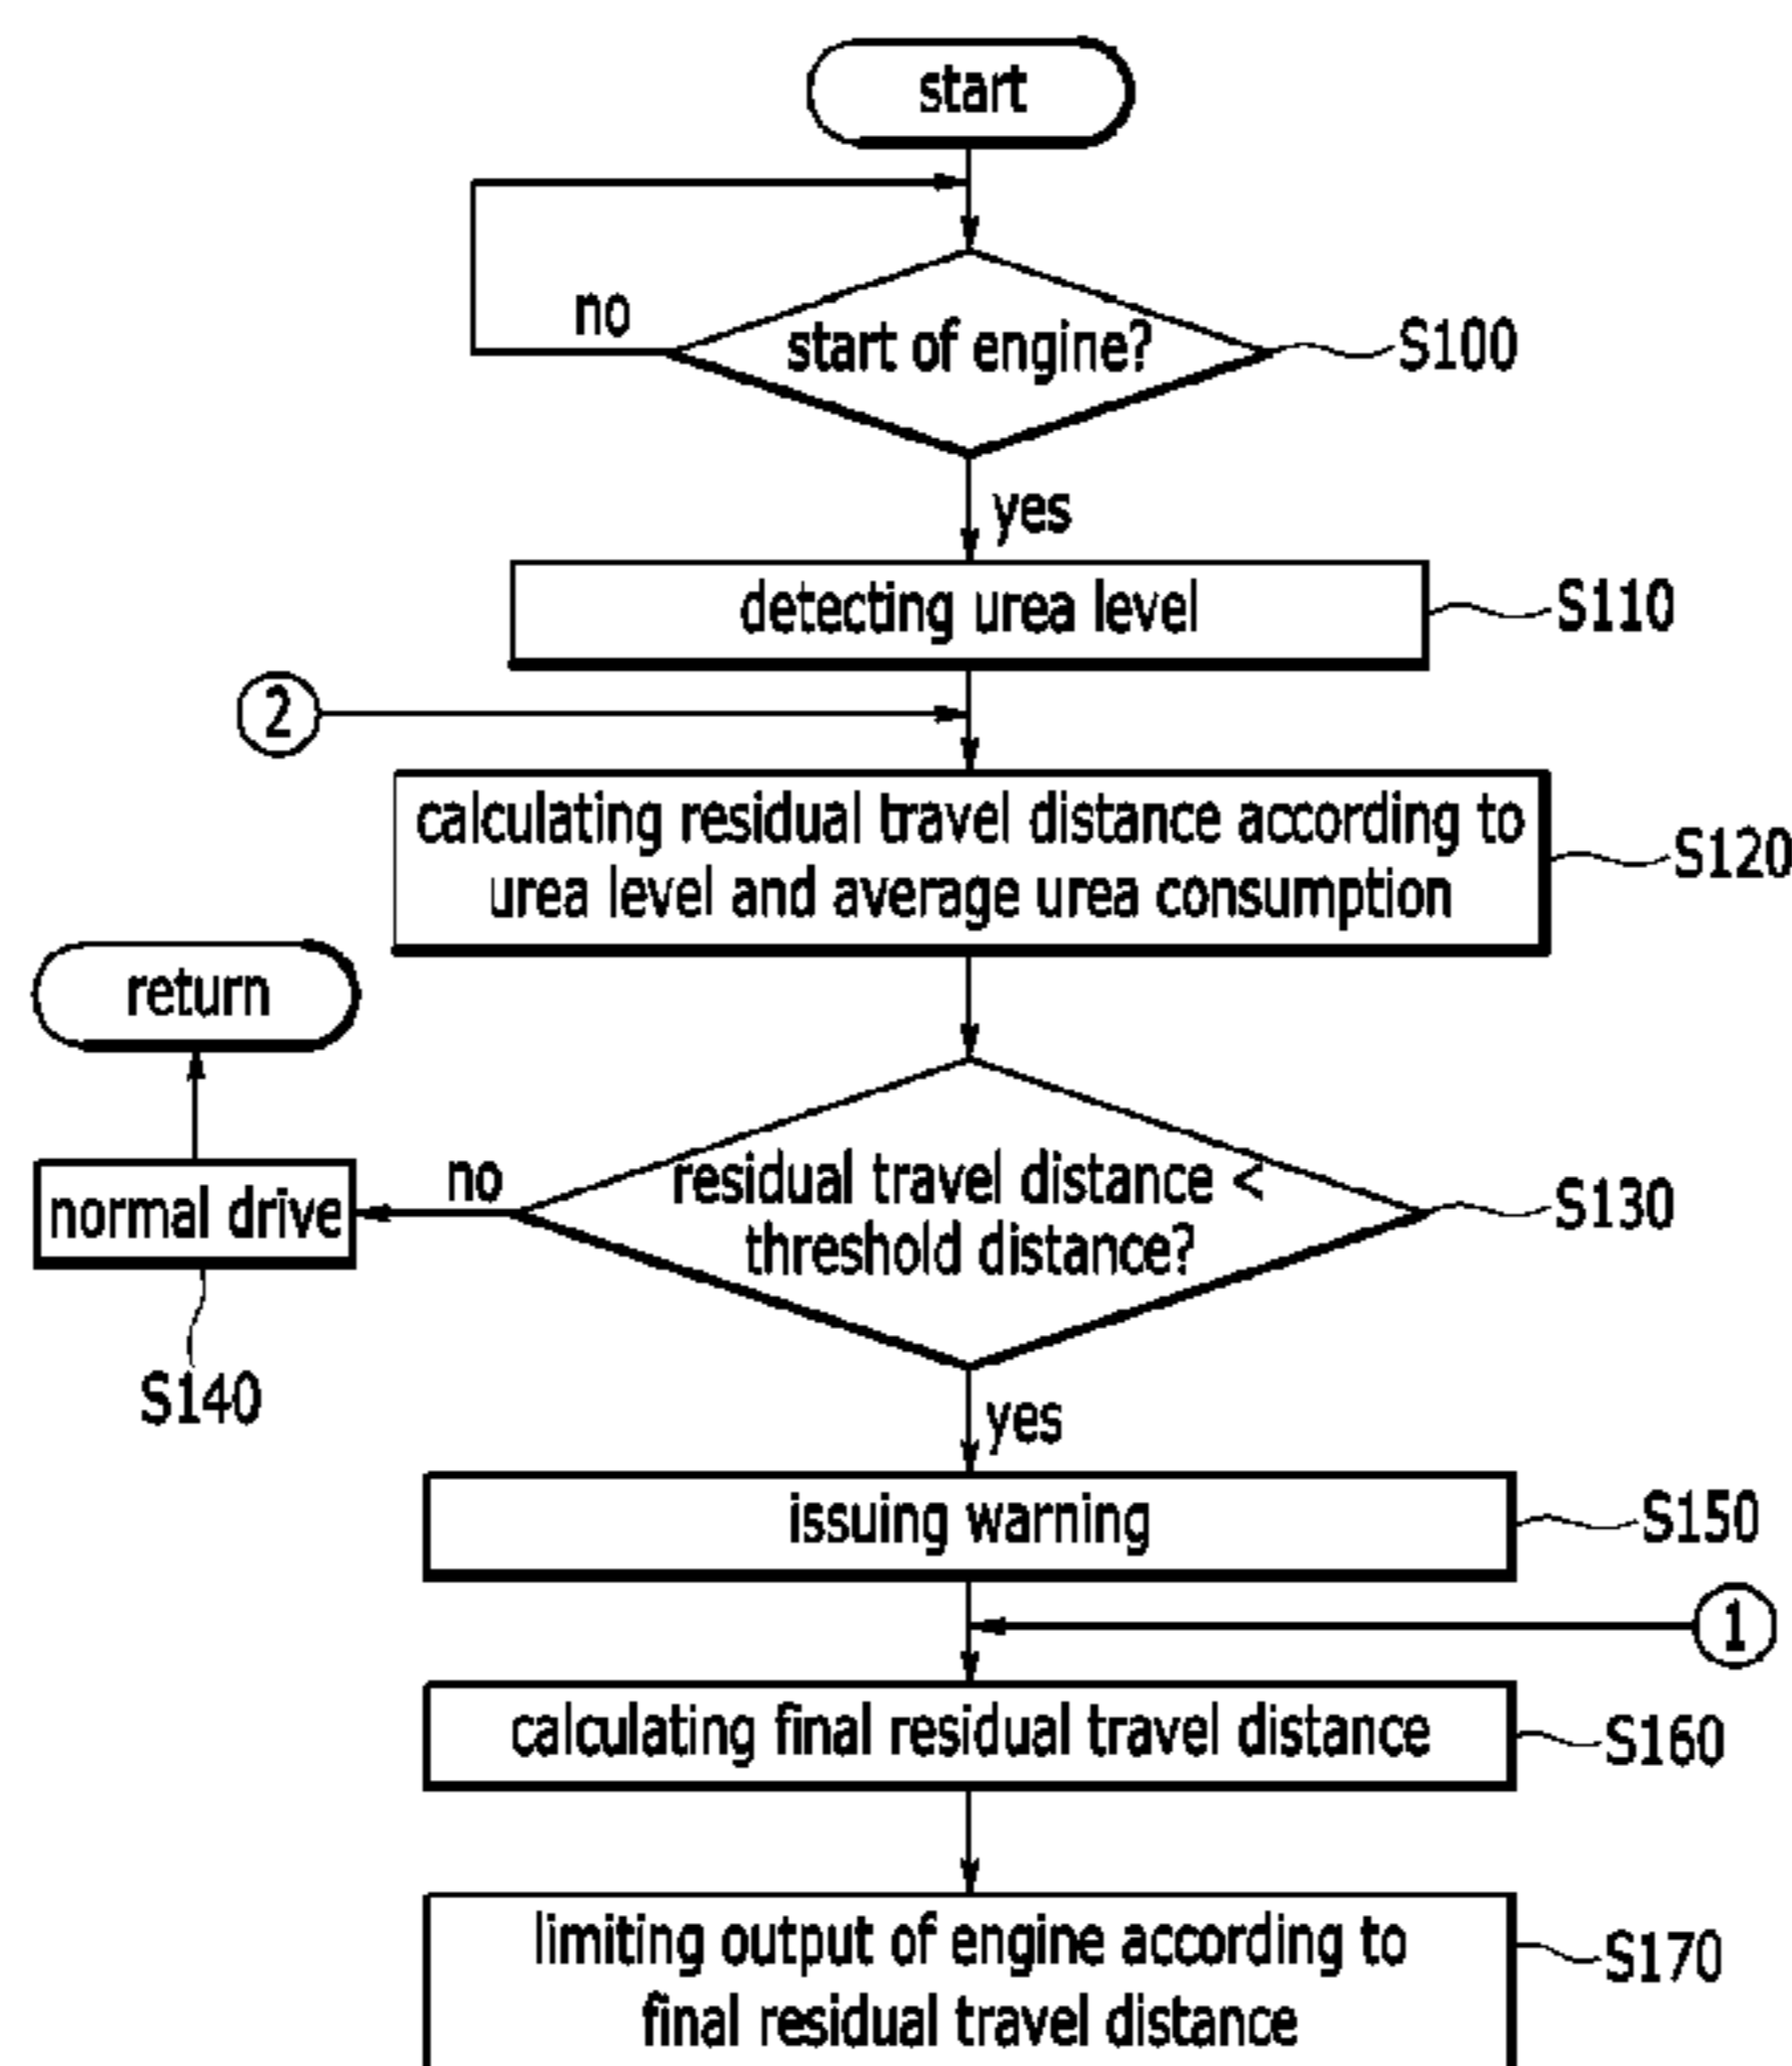 start
no
start of engine?
S100
yes
detecting urea level
S110
2
calculating residual travel distance according to
urea level and average urea consumption
S120
return
normal drive
no
residual travel distance <
threshold distance?
S130
S140
yes
issuing warning
S150
1
calculating final residual travel distance
S160
limiting output of engine according to
final residual travel distance
S170